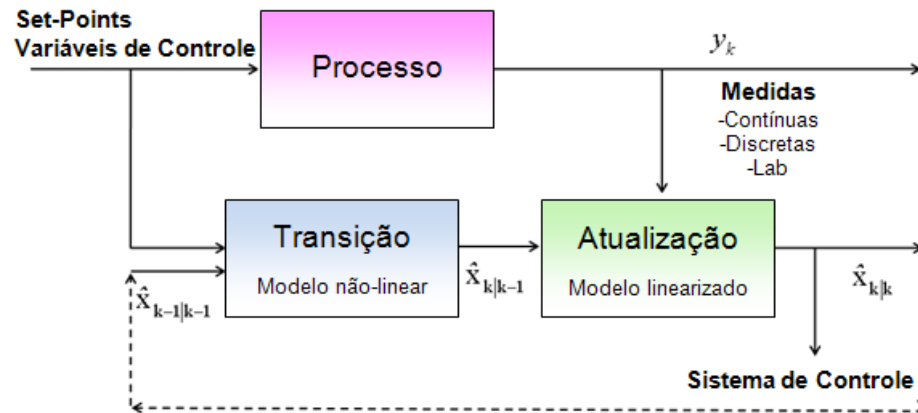 Set-Points
Variáveis de Controle
Processo
y_k
Medidas
-Contínuas
-Discretas
-Lab
Transição
Modelo não-linear
x̂_k|k−1
Atualização
Modelo linearizado
x̂_k−1|k−1
x̂_k|k
Sistema de Controle